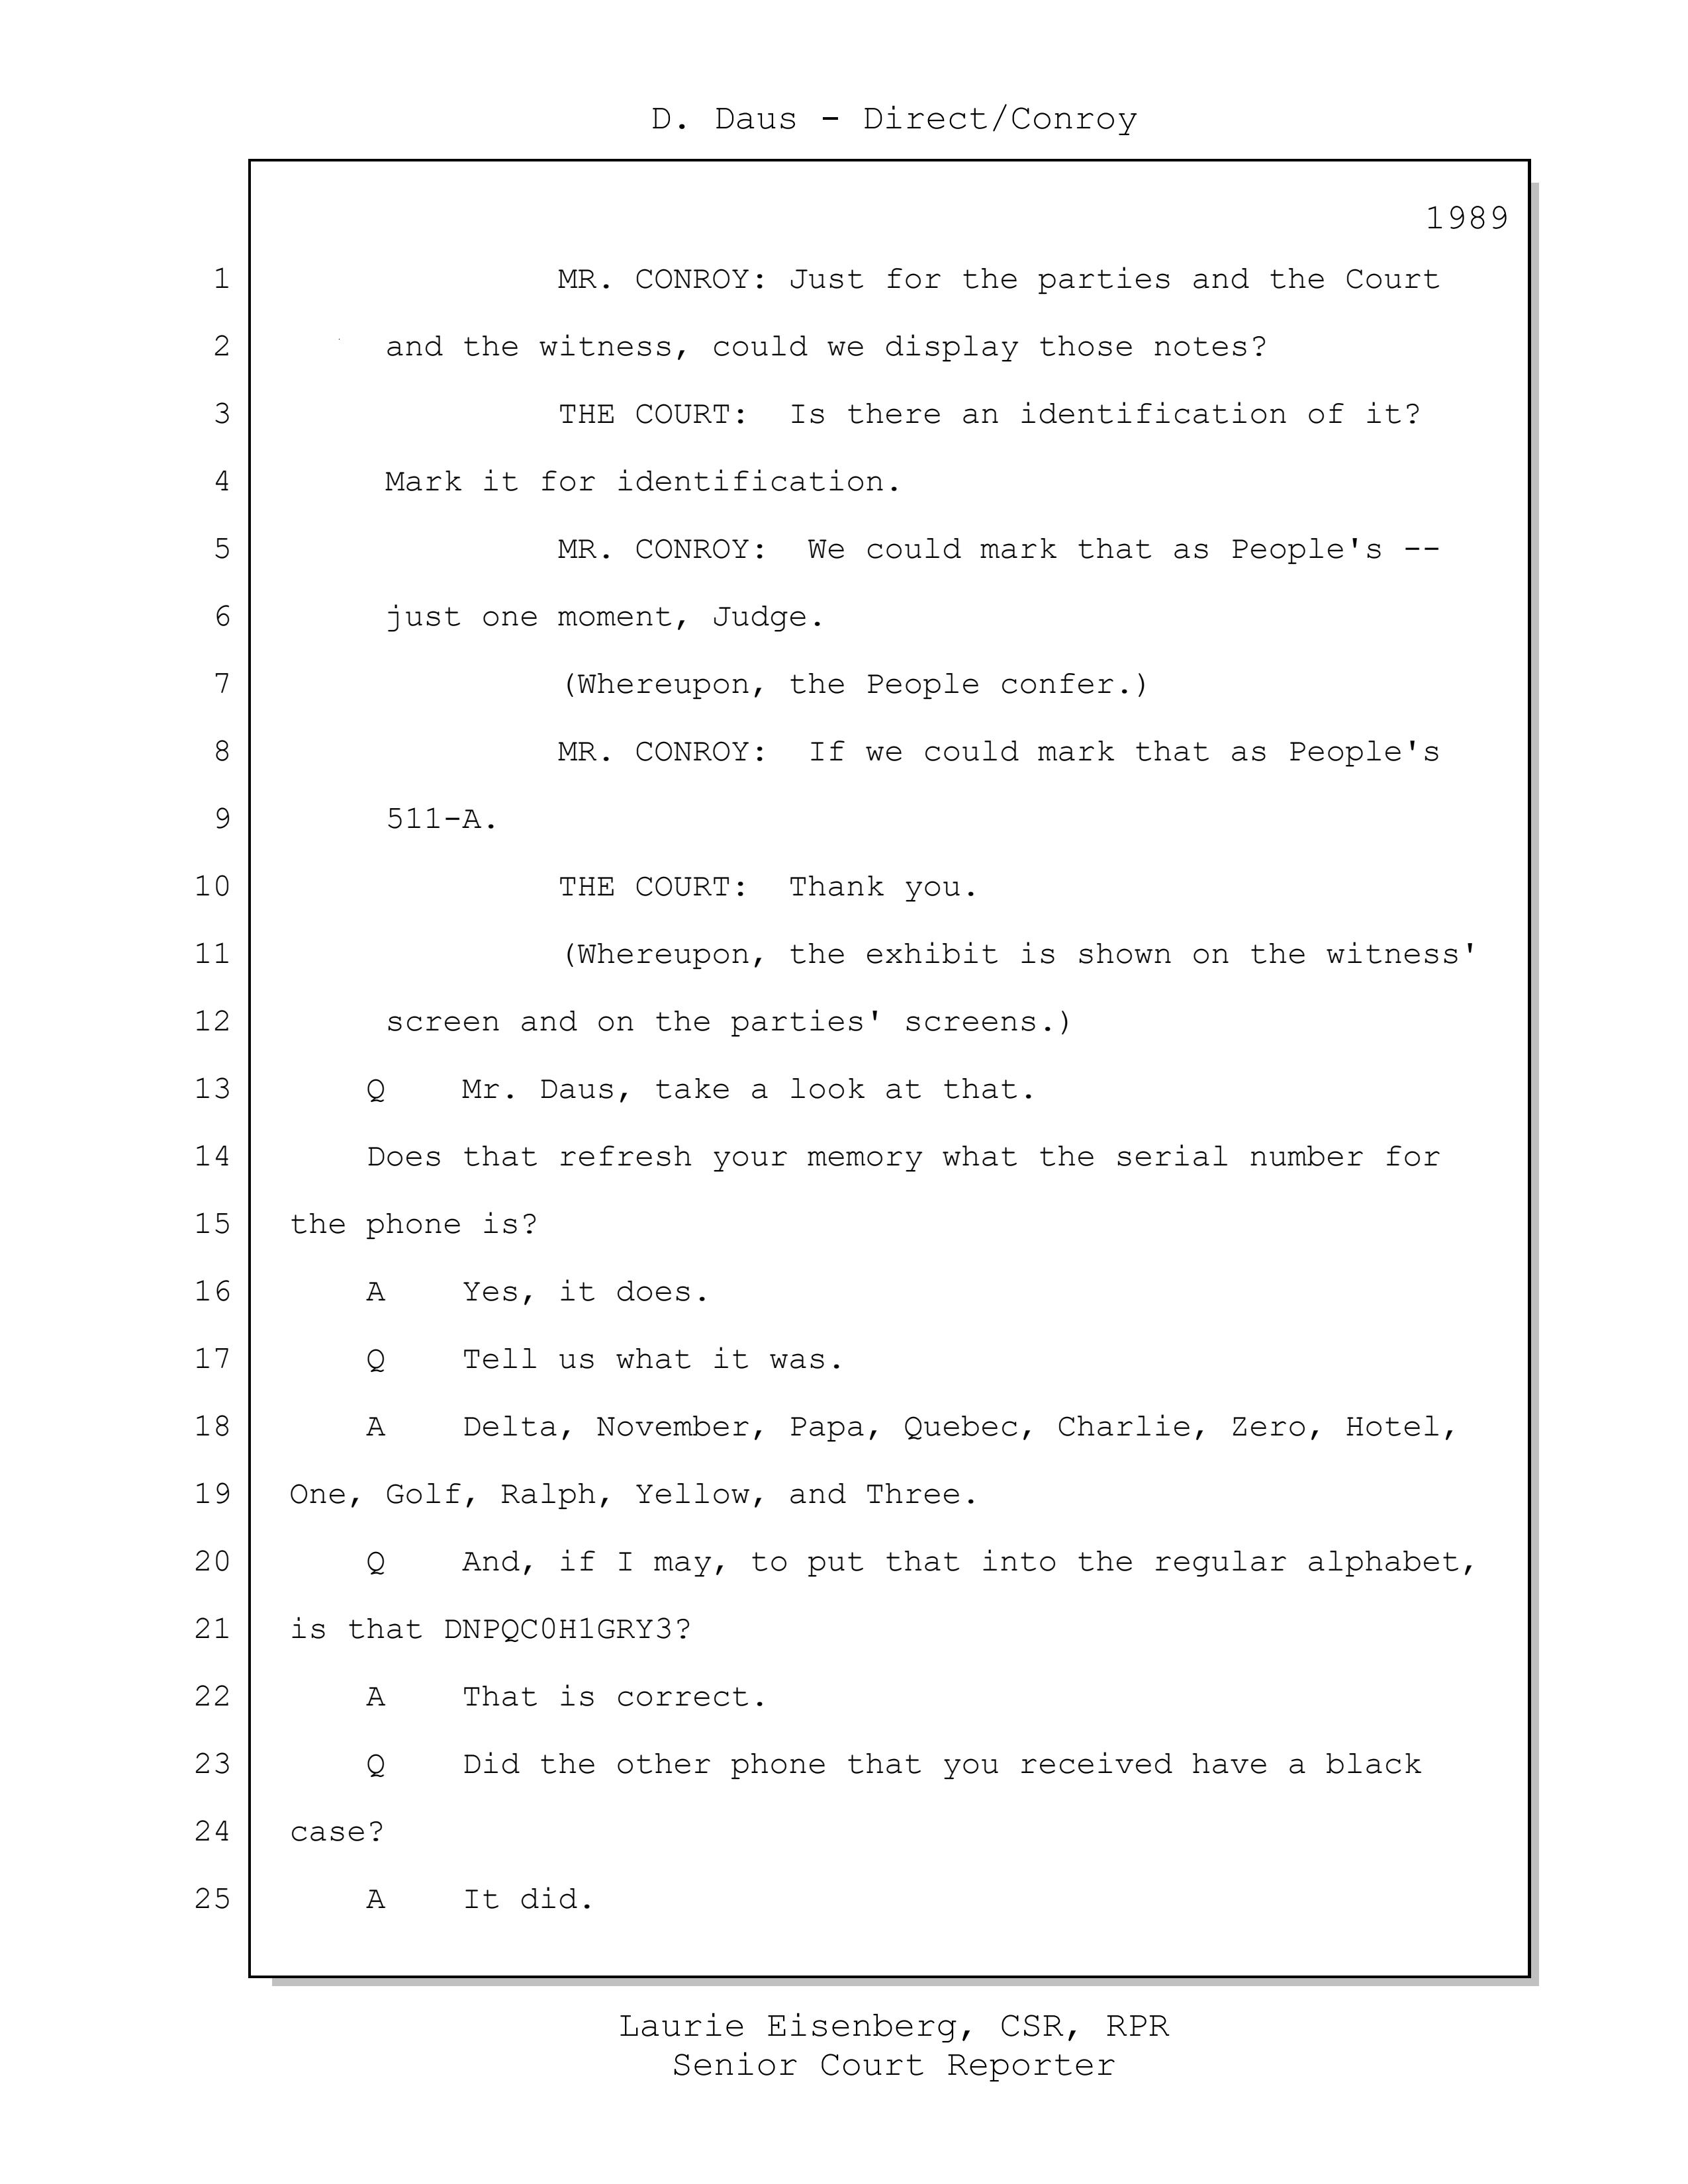 D. Daus - Direct/Conroy
1989
1 MR. CONROY: Just for the parties and the Court
2 and the witness, could we display those notes?
3 THE COURT: Is there an identification of it?
4 Mark it for identification.
5 MR. CONROY: We could mark that as People's --
6 just one moment, Judge.
7 (Whereupon, the People confer.)
8 MR. CONROY: If we could mark that as People's
9 511-A.
10 THE COURT: Thank you.
11 (Whereupon, the exhibit is shown on the witness'
12 screen and on the parties' screens.)
13 Q Mr. Daus, take a look at that.
14 Does that refresh your memory what the serial number for
15 the phone is?
16 A Yes, it does.
17 Q Tell us what it was.
18 A Delta, November, Papa, Quebec, Charlie, Zero, Hotel,
19 One, Golf, Ralph, Yellow, and Three.
20 Q And, if I may, to put that into the regular alphabet,
21 is that DNPQC0H1GRY3?
22 A That is correct.
23 Q Did the other phone that you received have a black
24 case?
25 A It did.
Laurie Eisenberg, CSR, RPR
Senior Court Reporter